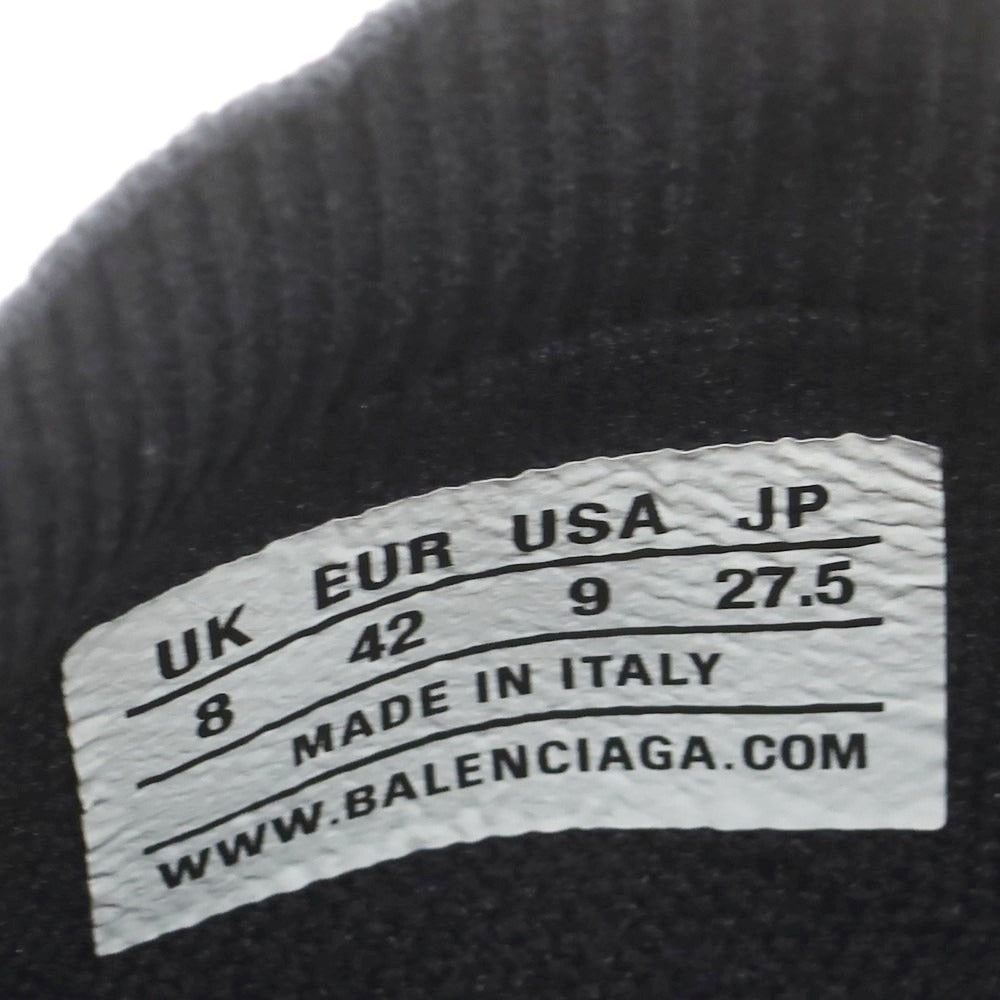 UK EUR USA JP
8 42 9 27.5
MADE IN ITALY
WWW.BALENCIAGA.COM